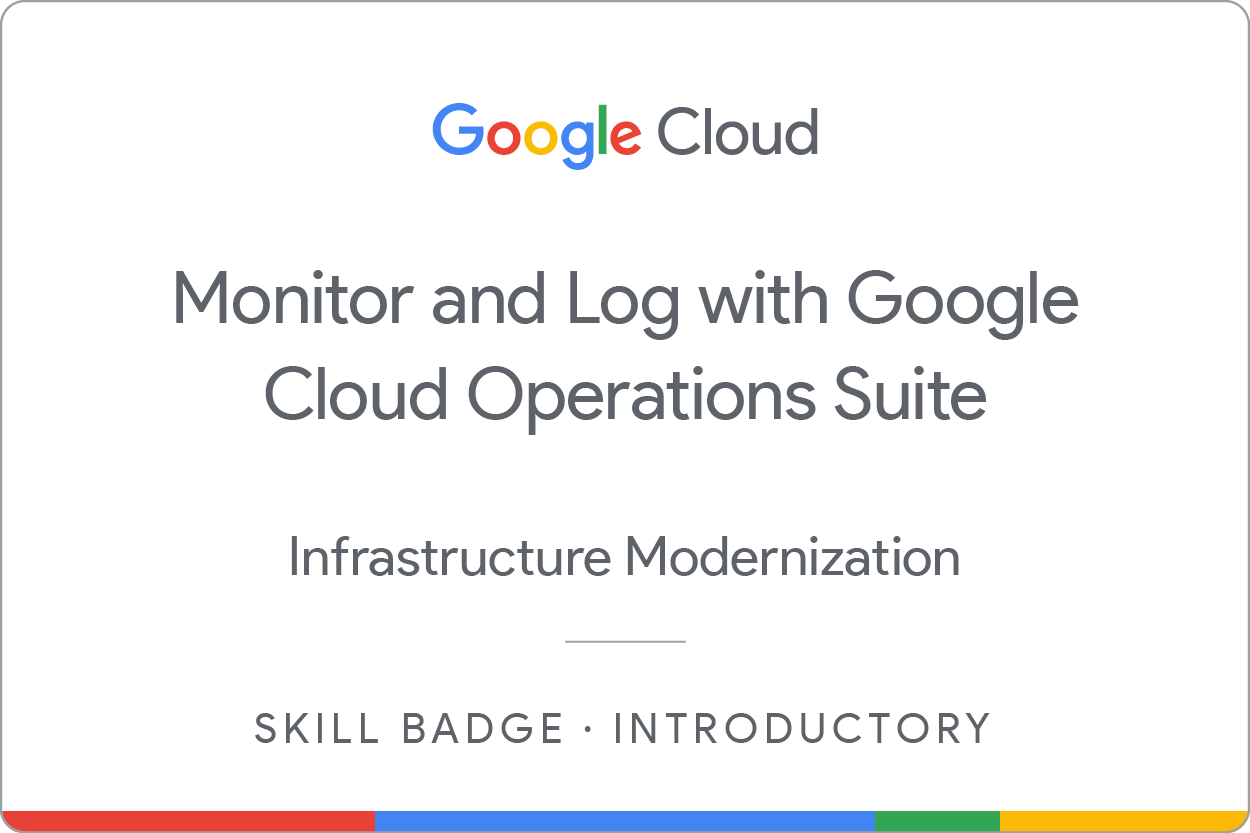 Google Cloud
Monitor and Log with Google
Cloud Operations Suite
Infrastructure Modernization
SKILL BADGE · INTRODUCTORY